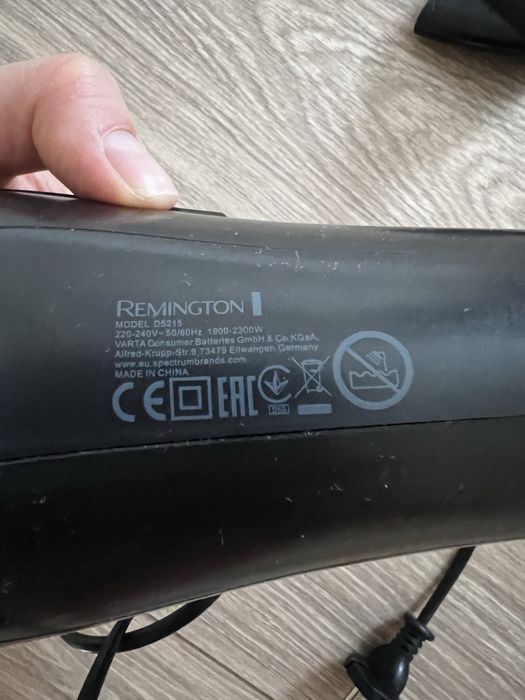 REMINGTON
MODEL D5215
220-240V~ 50/60Hz 1900-2300W
VARTA Consumer Batteries GmbH & Co.KGaA,
Alfred-Krupp-Str.9,73479 Ellwangen,Germany
www.eu.spectrumbrands.com
MADE IN CHINA
CE EAC